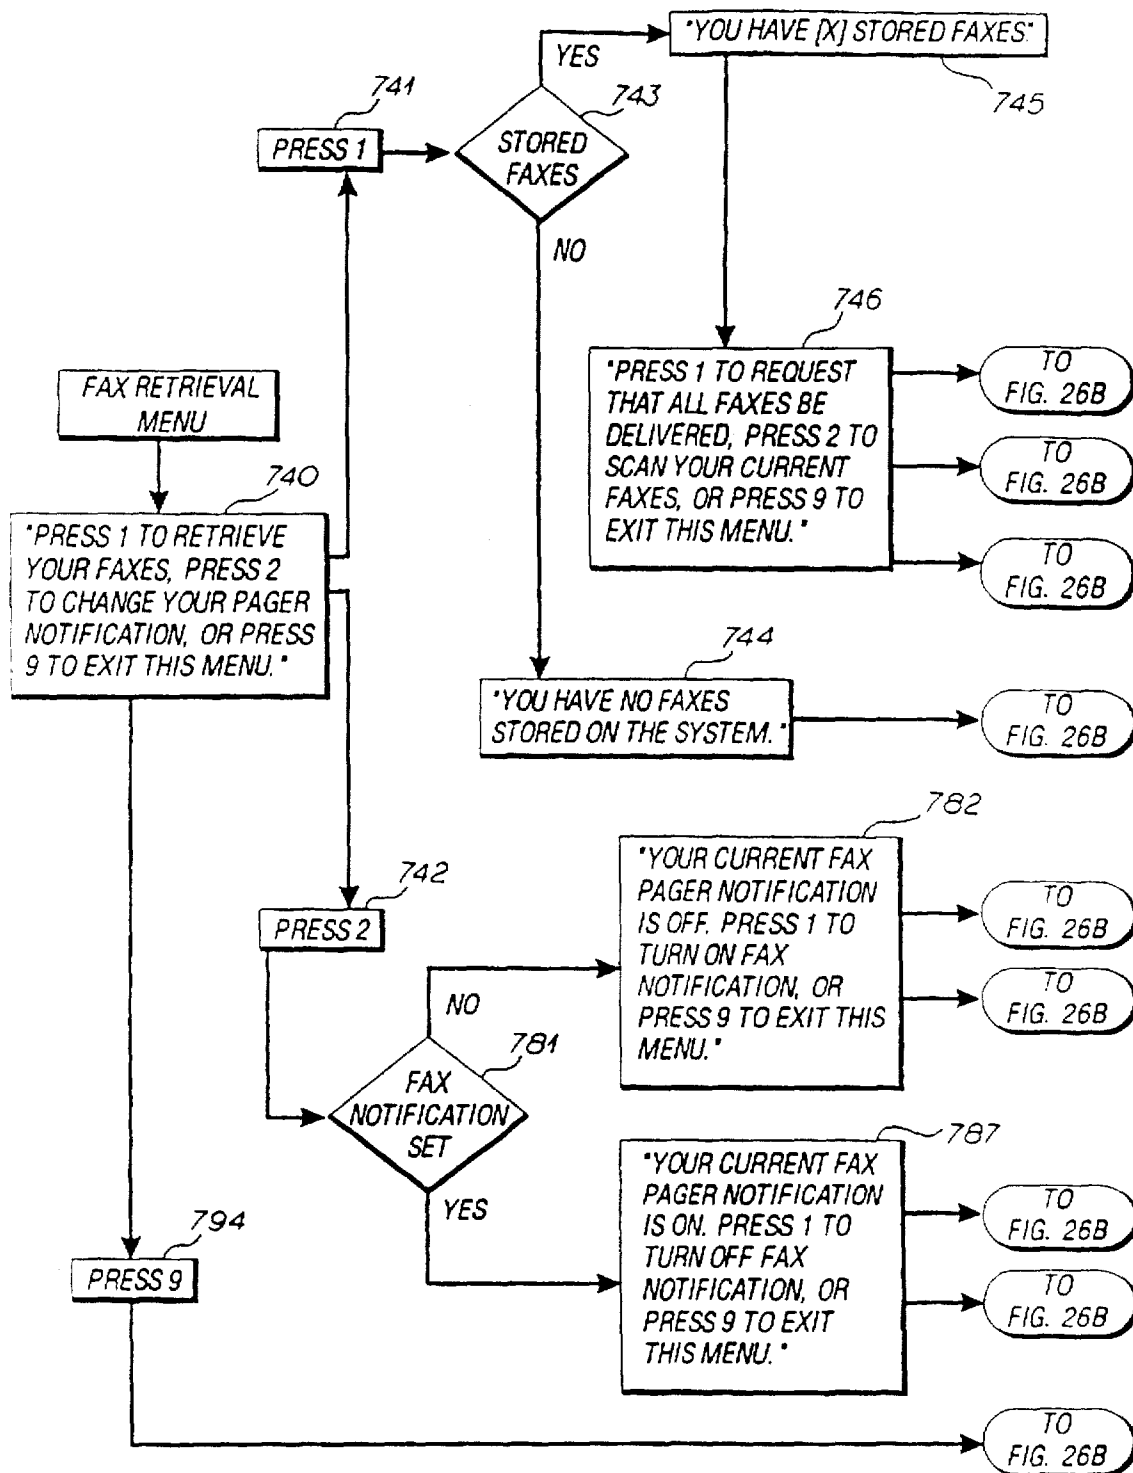 "YOU HAVE [X] STORED FAXES"
745
YES
741
743
PRESS 1
STORED
FAXES
NO
746
"PRESS 1 TO REQUEST
THAT ALL FAXES BE
DELIVERED, PRESS 2 TO
SCAN YOUR CURRENT
FAXES, OR PRESS 9 TO
EXIT THIS MENU."
TO
FIG. 26B
TO
FIG. 26B
TO
FIG. 26B
FAX RETRIEVAL
MENU
740
"PRESS 1 TO RETRIEVE
YOUR FAXES, PRESS 2
TO CHANGE YOUR PAGER
NOTIFICATION, OR PRESS
9 TO EXIT THIS MENU."
744
"YOU HAVE NO FAXES
STORED ON THE SYSTEM."
TO
FIG. 26B
742
PRESS 2
782
"YOUR CURRENT FAX
PAGER NOTIFICATION
IS OFF. PRESS 1 TO
TURN ON FAX
NOTIFICATION, OR
PRESS 9 TO EXIT THIS
MENU."
TO
FIG. 26B
TO
FIG. 26B
NO
781
FAX
NOTIFICATION
SET
YES
787
"YOUR CURRENT FAX
PAGER NOTIFICATION
IS ON. PRESS 1 TO
TURN OFF FAX
NOTIFICATION, OR
PRESS 9 TO EXIT
THIS MENU."
TO
FIG. 26B
TO
FIG. 26B
794
PRESS 9
TO
FIG. 26B